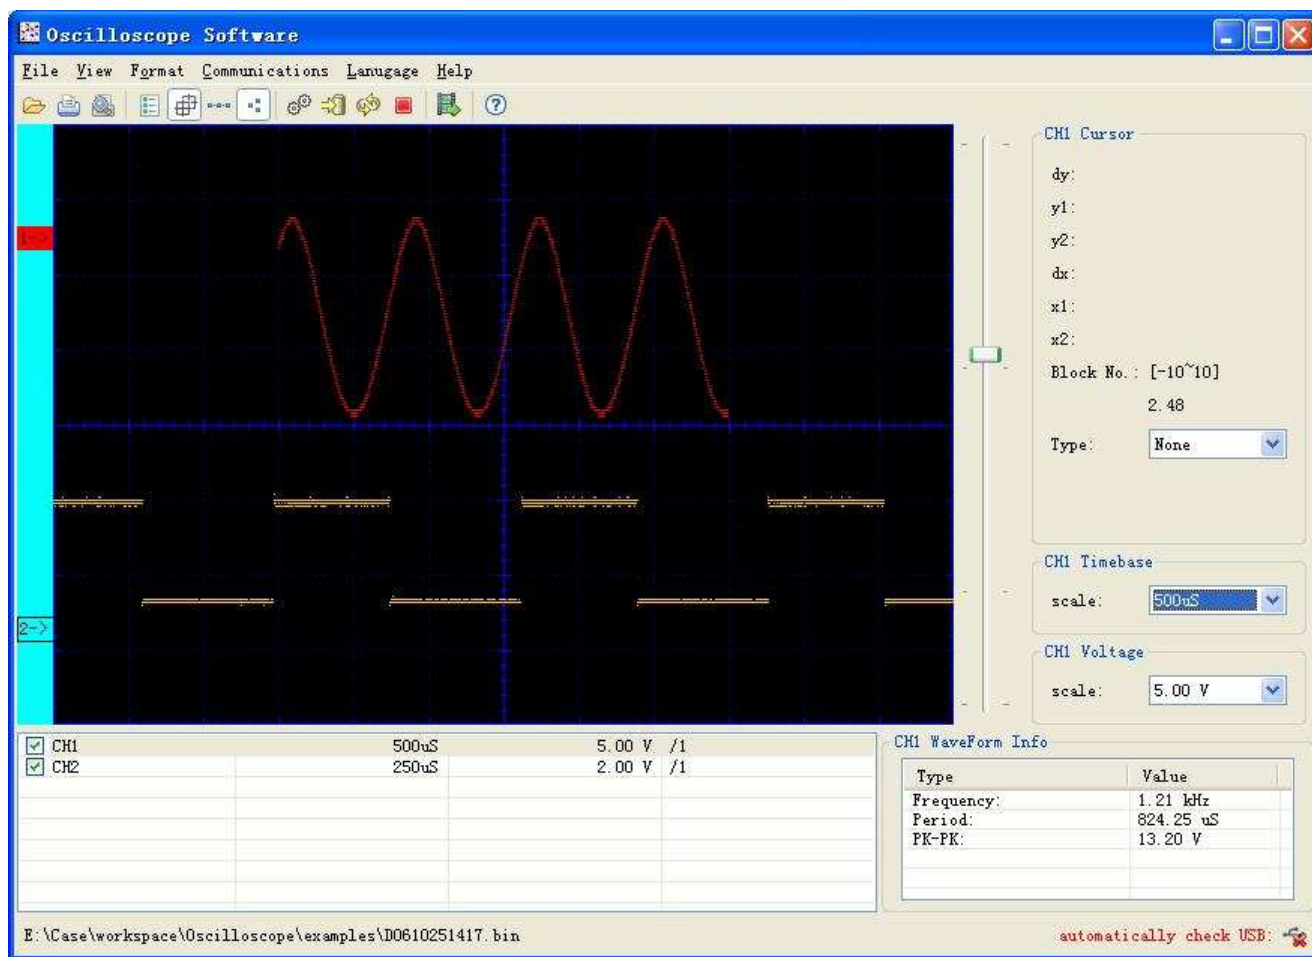 Oscilloscope Software
File View Format Communications Lanugage Help
1->
2->
CH1 Cursor
dy:
y1:
y2:
dx:
x1:
x2:
Block No.: [-10~10]
2.48
Type: None
CH1 Timebase
scale: 500uS
CH1 Voltage
scale: 5.00 V
CH1 500uS 5.00 V /1
CH2 250uS 2.00 V /1
CH1 WaveForm Info
Type Value
Frequency: 1.21 kHz
Period: 824.25 uS
PK-PK: 13.20 V
E:\Case\workspace\Oscilloscope\examples\D0610251417.bin
automatically check USB: